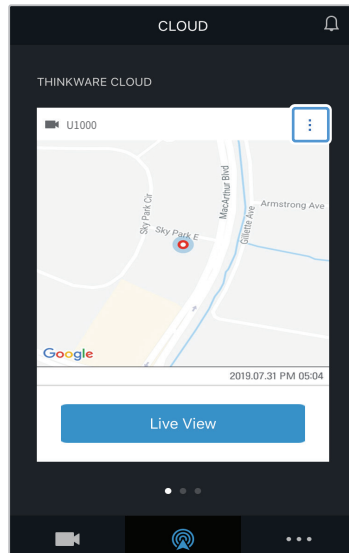 CLOUD
THINKWARE CLOUD
U1000
MacArthur Blvd
Armstrong Ave
Sky Park Cir
Gillette Ave
Sky Park E
Google
2019.07.31 PM 05:04
Live View